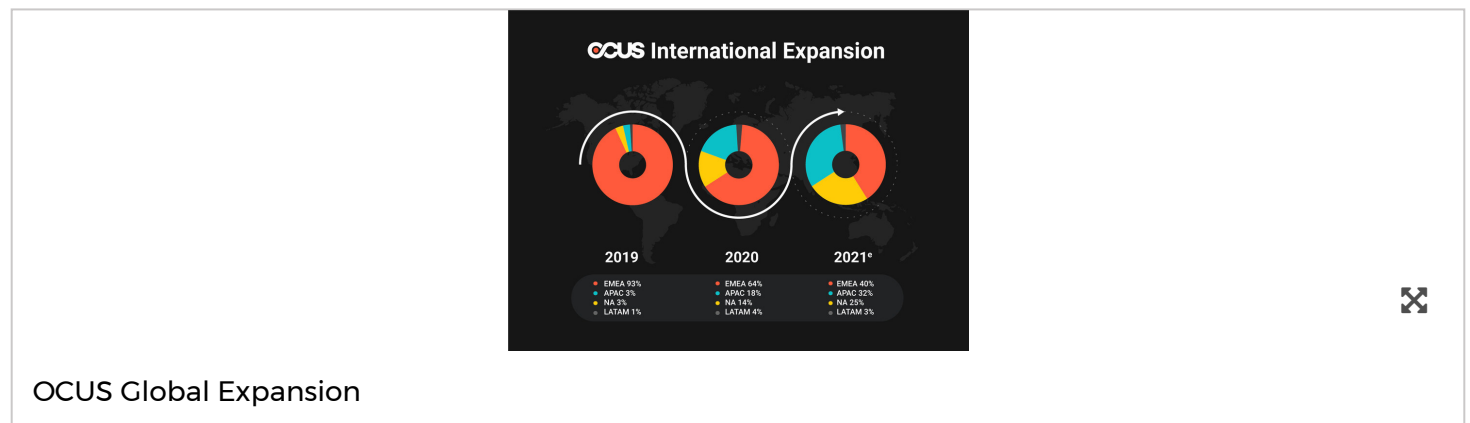 OCUS International Expansion
2019 2020 2021ᵉ
EMEA 93% EMEA 64% EMEA 40%
APAC 3% APAC 18% APAC 32%
NA 3% NA 14% NA 25%
LATAM 1% LATAM 4% LATAM 3%
OCUS Global Expansion